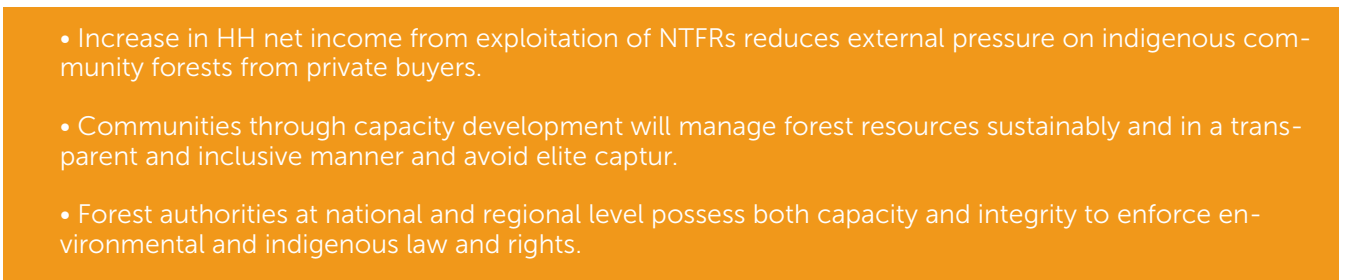 • Increase in HH net income from exploitation of NTFRs reduces external pressure on indigenous com-
munity forests from private buyers.
• Communities through capacity development will manage forest resources sustainably and in a trans-
parent and inclusive manner and avoid elite captur.
• Forest authorities at national and regional level possess both capacity and integrity to enforce en-
vironmental and indigenous law and rights.